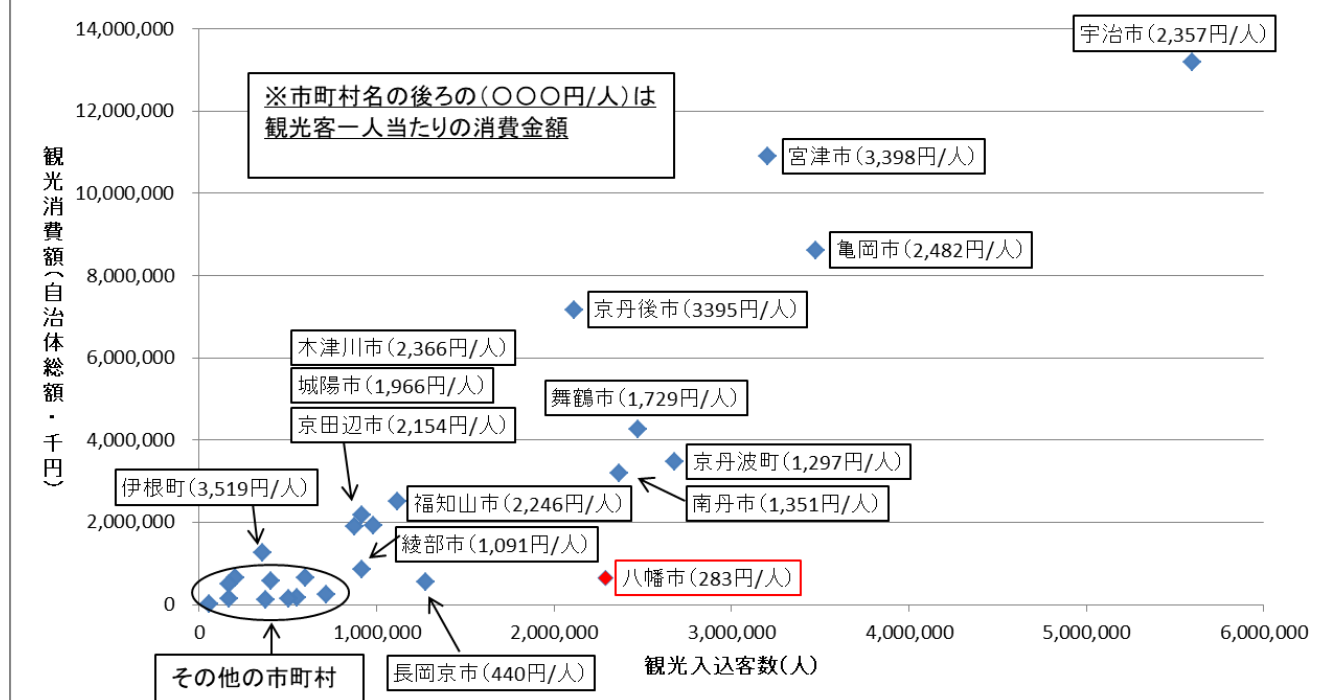 14,000,000
宇治市(2,357円/人)
※市町村名の後ろの(〇〇〇円/人)は
観光客一人当たりの消費金額
12,000,000
宮津市(3,398円/人)
10,000,000
亀岡市(2,482円/人)
8,000,000
京丹後市(3395円/人)
木津川市(2,366円/人)
6,000,000
城陽市(1,966円/人)
舞鶴市(1,729円/人)
京田辺市(2,154円/人)
4,000,000
京丹波町(1,297円/人)
伊根町(3,519円/人)
福知山市(2,246円/人)
南丹市(1,351円/人)
2,000,000
綾部市(1,091円/人)
八幡市(283円/人)
0
観光消費額(自治体総額・千円)
0
1,000,000
2,000,000
3,000,000
4,000,000
5,000,000
6,000,000
観光入込客数(人)
その他の市町村
長岡京市(440円/人)